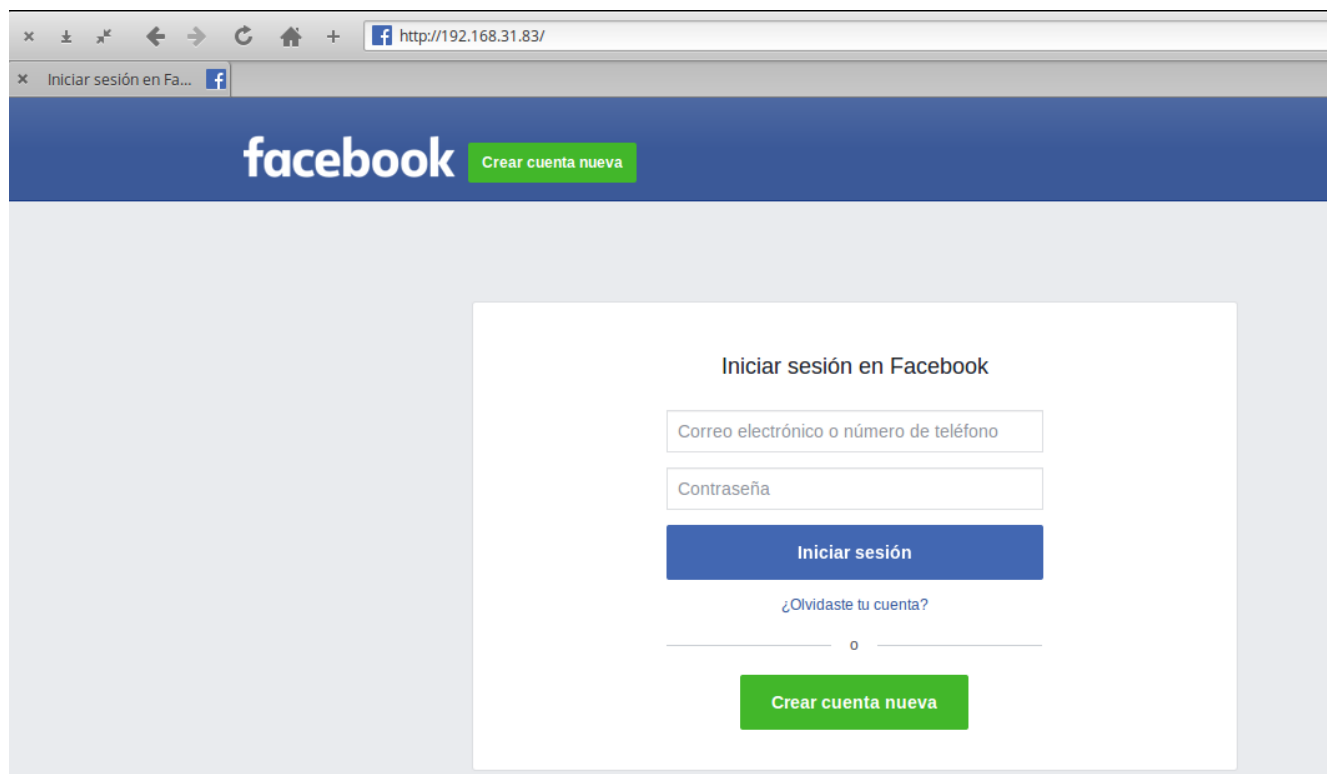 http://192.168.31.83/
Iniciar sesión en Fa...
facebook
Crear cuenta nueva
Iniciar sesión en Facebook
Correo electrónico o número de teléfono
Contraseña
Iniciar sesión
¿Olvidaste tu cuenta?
o
Crear cuenta nueva